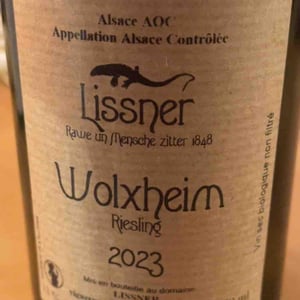 Alsace AOC
Appellation Alsace Contrôlée
Lissner
Rawe un Mensche zitter 1848
Wolxheim
Riesling
2023
Mis en bouteille au domaine
LISSNER
Vin sec biologique non filtré